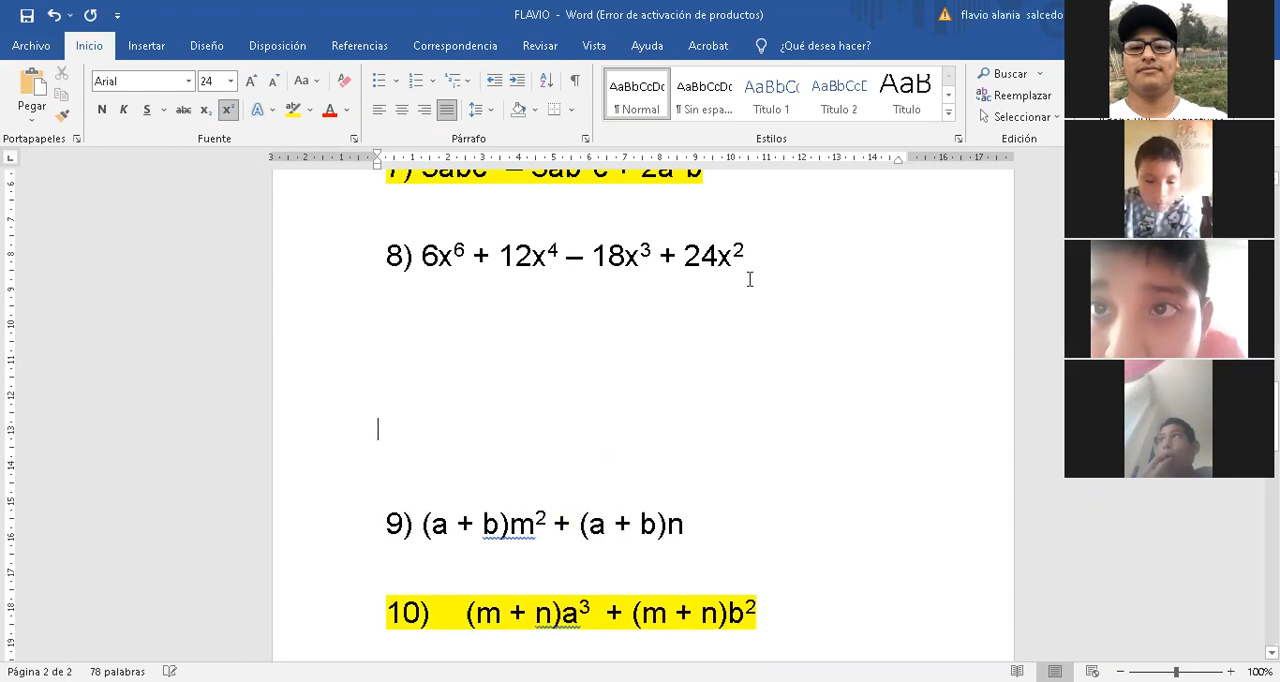 FLAVIO - Word (Error de activación de productos)
flavio alania salcedo
Archivo Inicio Insertar Diseño Disposición Referencias Correspondencia Revisar Vista Ayuda Acrobat ¿Qué desea hacer?
Pegar
Arial 24
N K S abc x₂ x²
AaBbCcDc AaBbCcDc AaBbCc AaBbCcC AaB
¶ Normal ¶ Sin espa... Título 1 Título 2 Título
Buscar
Reemplazar
Seleccionar
Portapapeles Fuente Párrafo Estilos Edición
8) 6x⁶ + 12x⁴ – 18x³ + 24x²
9) (a + b)m² + (a + b)n
10) (m + n)a³ + (m + n)b²
Página 2 de 2 78 palabras 100%